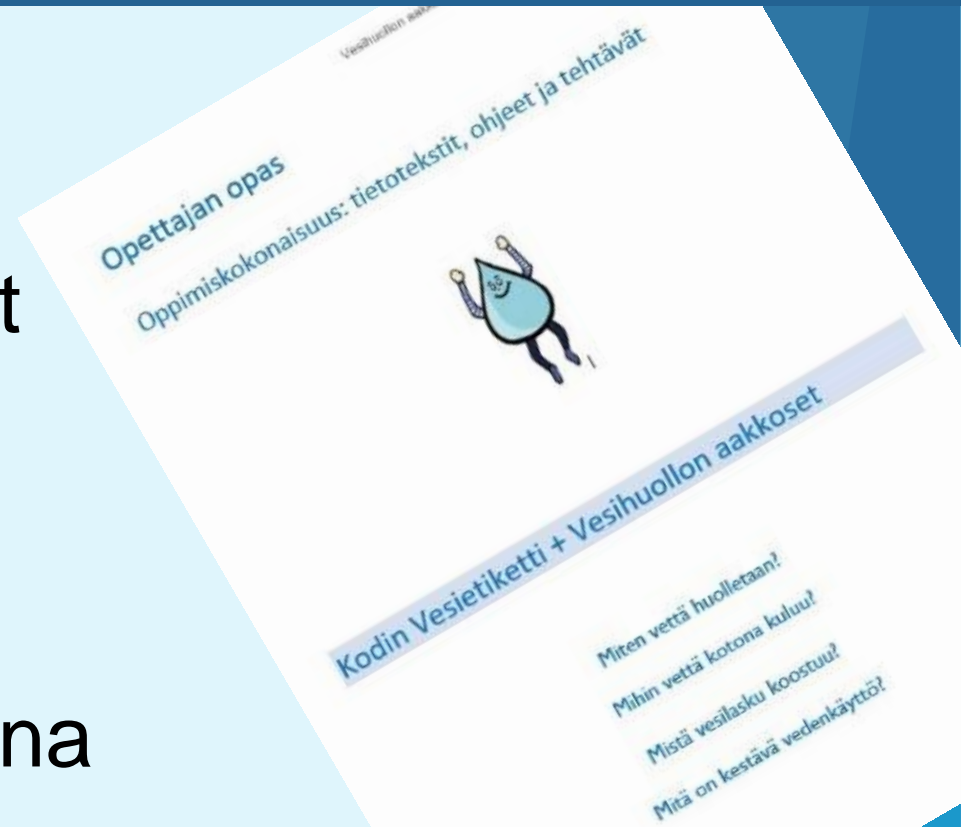 Vesihuollon
Opettajan opas
Oppimiskokonaisuus: tietotekstit, ohjeet ja tehtävät
t
Kodin Vesietiketti + Vesihuollon aakkoset
Miten vettä huolletaan?
Mihin vettä kotona kuluu?
Mistä vesilasku koostuu?
Mitä on kestävä vedenkäyttö?
na